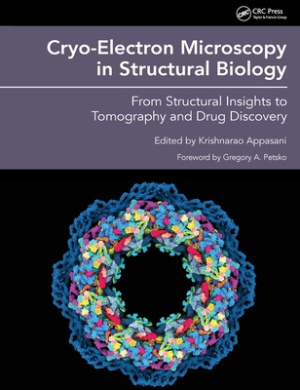 CRC Press
Taylor & Francis Group
Cryo-Electron Microscopy
in Structural Biology
From Structural Insights to
Tomography and Drug Discovery
Edited by Krishnarao Appasani
Foreword by Gregory A. Petsko